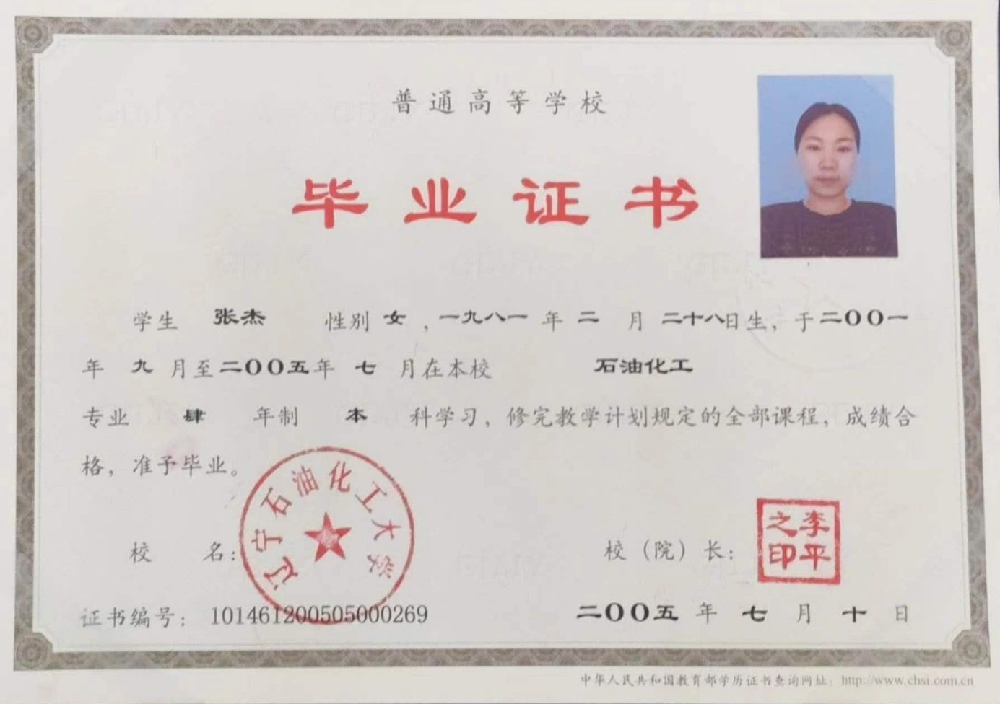 普通高等学校
毕业证书
学生 张杰 性别 女，一九八一 年 二 月 二十八日生，于二OO一
年 九 月至二OO五年 七 月在本校 石油化工
专业 肆 年制 本 科学习，修完教学计划规定的全部课程，成绩合
格，准予毕业。
辽宁石油化工大学
校 名：
校（院）长：
李平之印
证书编号：101461200505000269
二OO五 年 七 月 十 日
中华人民共和国教育部学历证书查询网址：http://www.chsi.com.cn